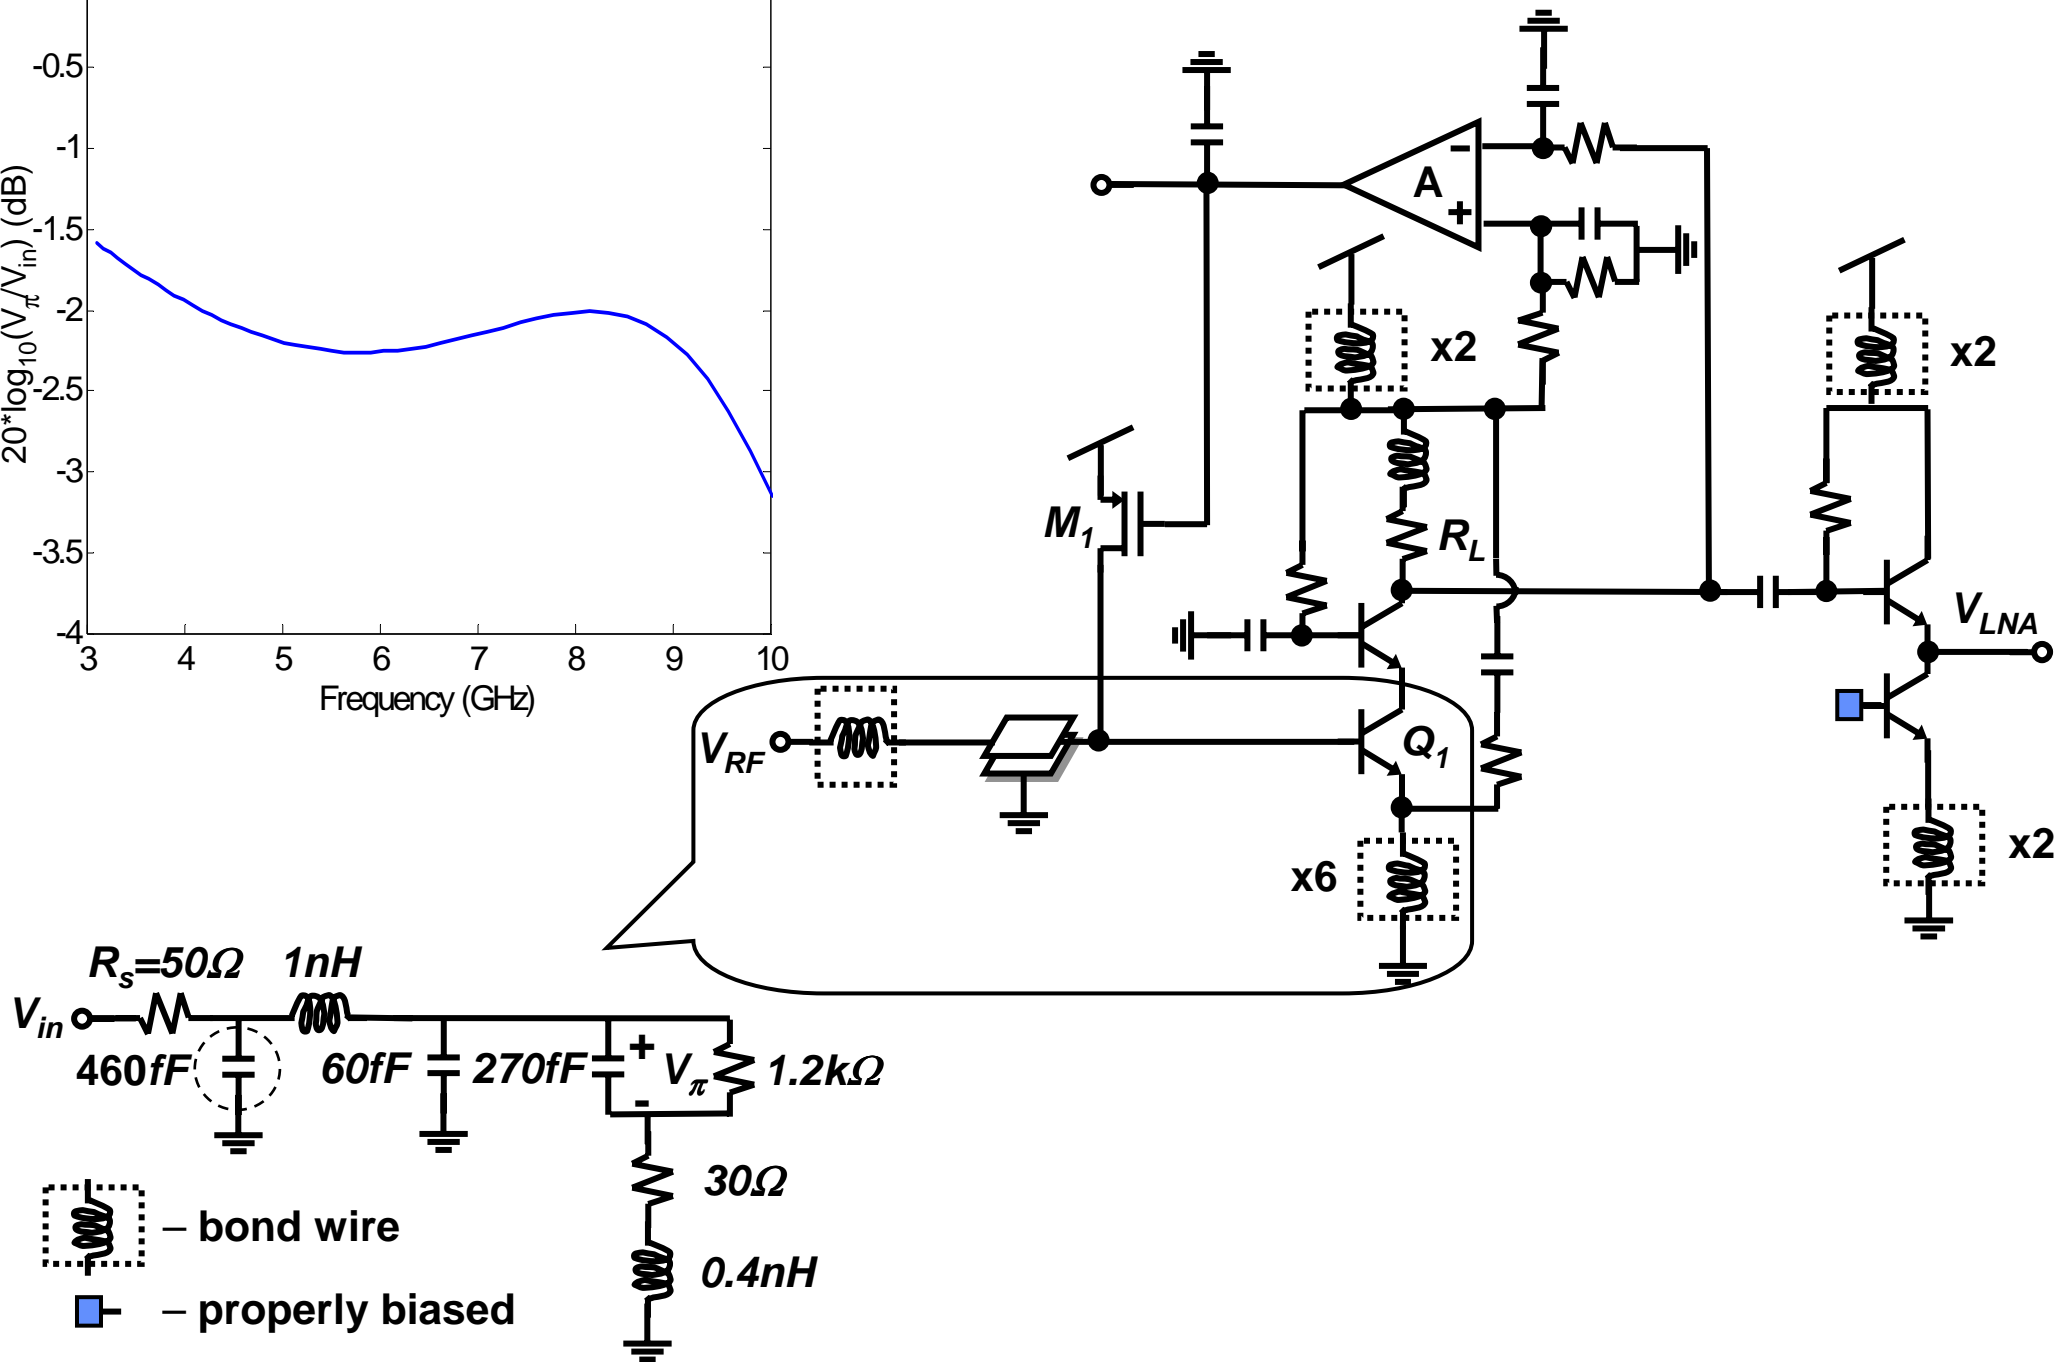 -0.5
-1
-1.5
-2
-2.5
-3
-3.5
-4
3 4 5 6 7 8 9 10
Frequency (GHz)
20*log10(Vπ/Vin) (dB)
A
-
+
x2
x2
M1
RL
VLNA
VRF
Q1
x6
x2
Rs=50Ω 1nH
Vin
460fF 60fF 270fF + Vπ - 1.2kΩ
30Ω
0.4nH
– bond wire
– properly biased